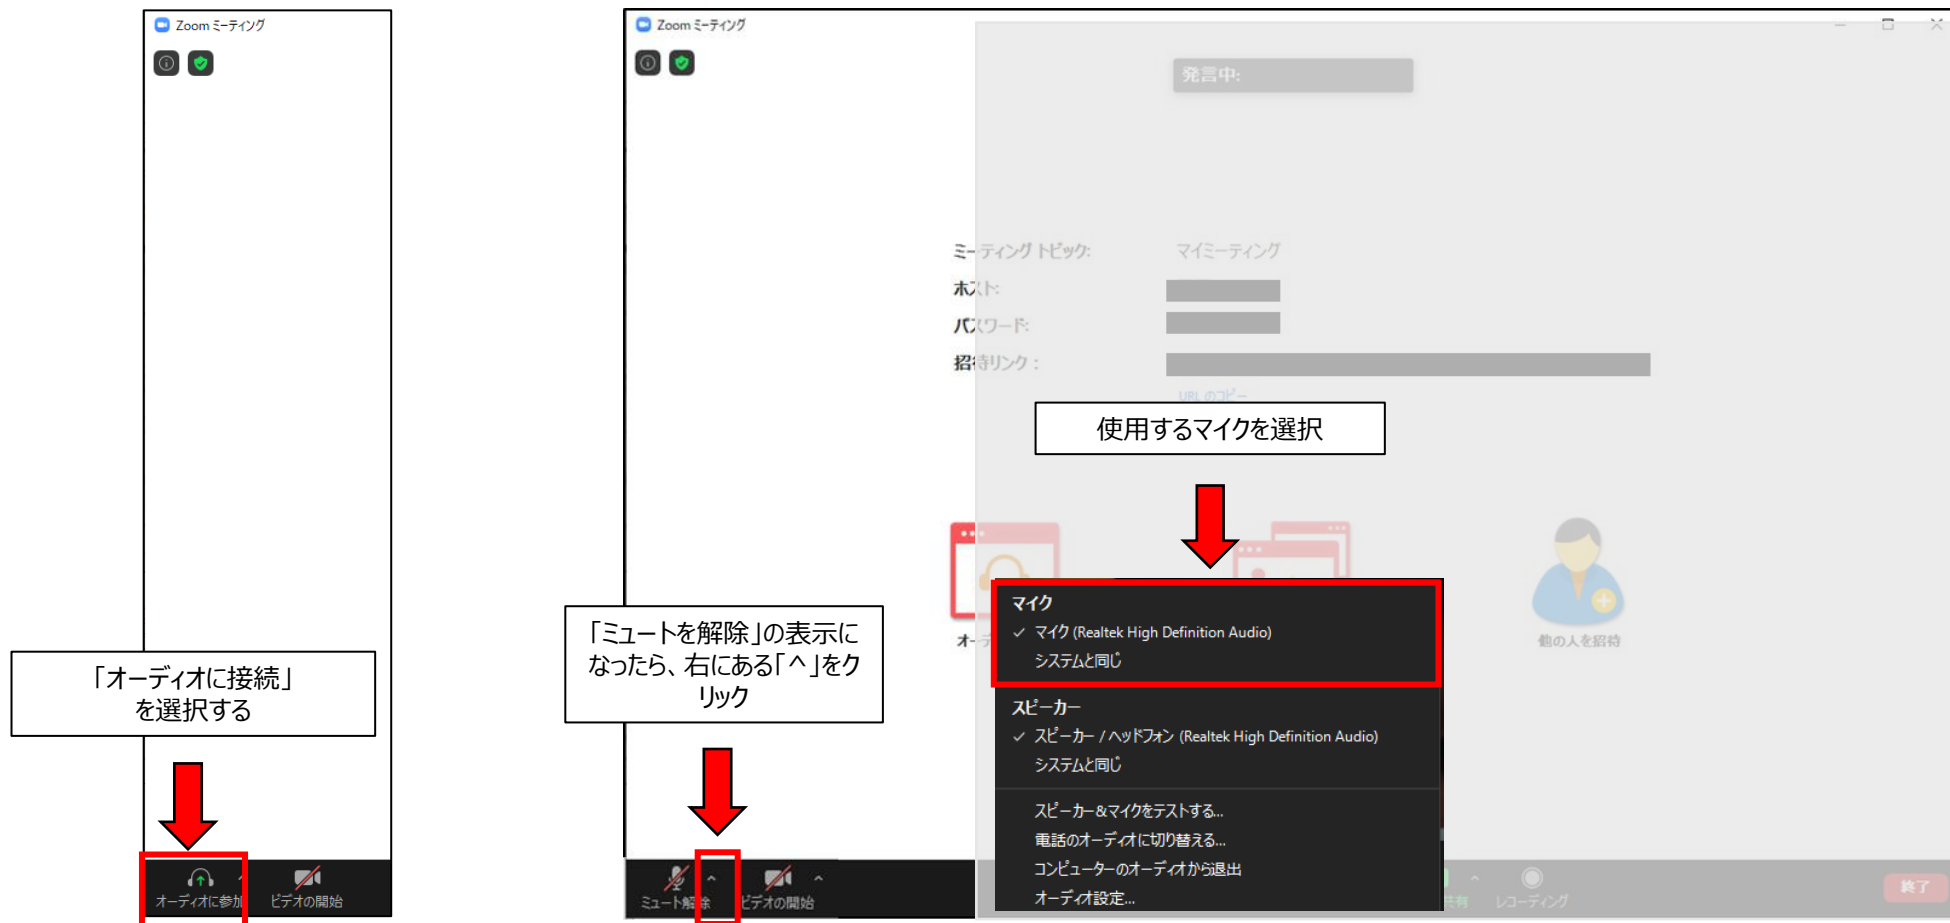 Zoom ミーティング
「オーディオに接続」
を選択する
オーディオに参加
ビデオの開始
Zoom ミーティング
発言中:
ミーティング トピック:
マイミーティング
ホスト:
パスワード:
招待リンク:
URL のコピー
使用するマイクを選択
他の人を招待
「ミュートを解除」の表示に
なったら、右にある「^」をク
リック
マイク
マイク (Realtek High Definition Audio)
システムと同じ
スピーカー
スピーカー / ヘッドフォン (Realtek High Definition Audio)
システムと同じ
スピーカー&マイクをテストする...
電話のオーディオに切り替える...
コンピューターのオーディオから退出
オーディオ設定...
ミュート解除
ビデオの開始
共有
レコーディング
終了